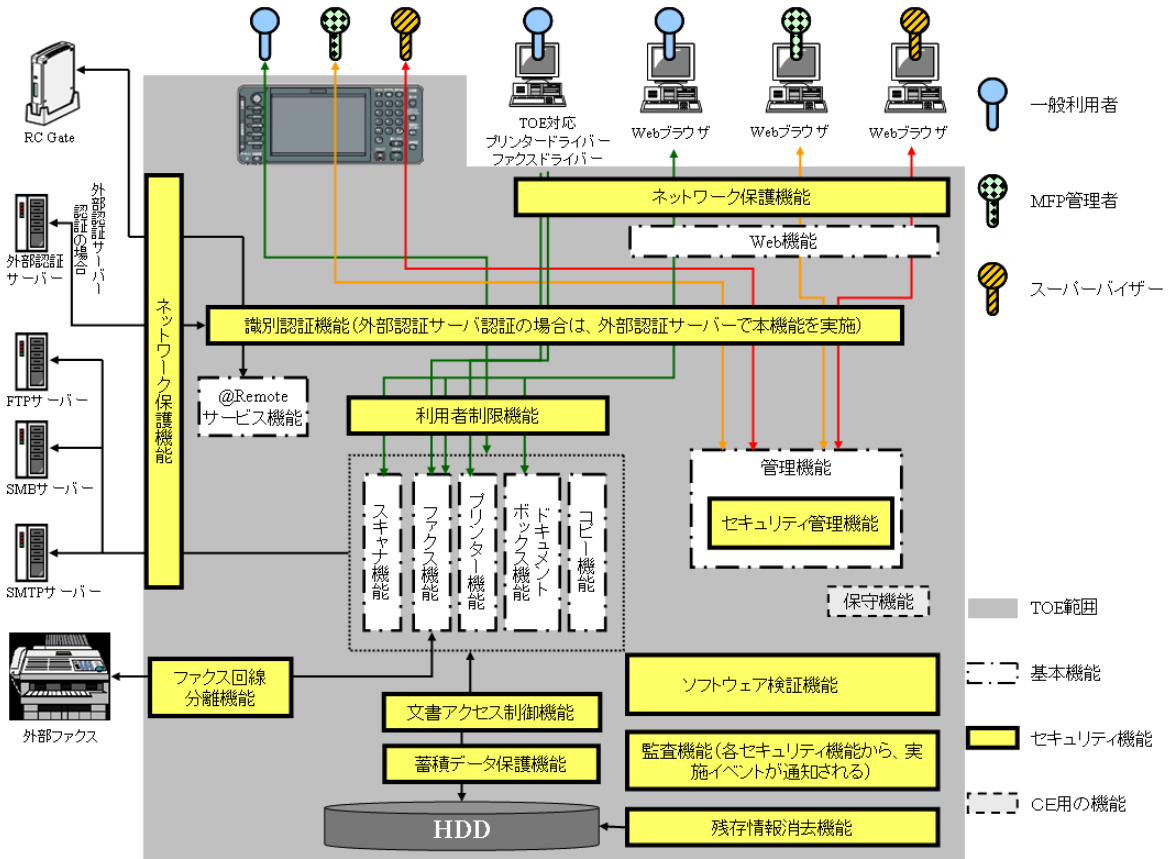 RC Gate
TOE対応
プリンタードライバー
ファクスドライバー
Webブラウザ
Webブラウザ
Webブラウザ
一般利用者
MFP管理者
スーパーバイザー
ネットワーク保護機能
Web機能
外部認証サーバー
認証の場合
外部認証
サーバー
ネットワーク保護機能
識別認証機能(外部認証サーバ認証の場合は、外部認証サーバーで本機能を実施)
FTPサーバー
@Remote
サービス機能
利用者制限機能
SMBサーバー
SMTPサーバー
スキャナ機能
ファクス機能
プリンター機能
ドキュメント
ボックス機能
コピー機能
管理機能
セキュリティ管理機能
保守機能
TOE範囲
基本機能
セキュリティ機能
CE用の機能
ファクス回線
分離機能
外部ファクス
文書アクセス制御機能
蓄積データ保護機能
HDD
ソフトウェア検証機能
監査機能(各セキュリティ機能から、実
施イベントが通知される)
残存情報消去機能